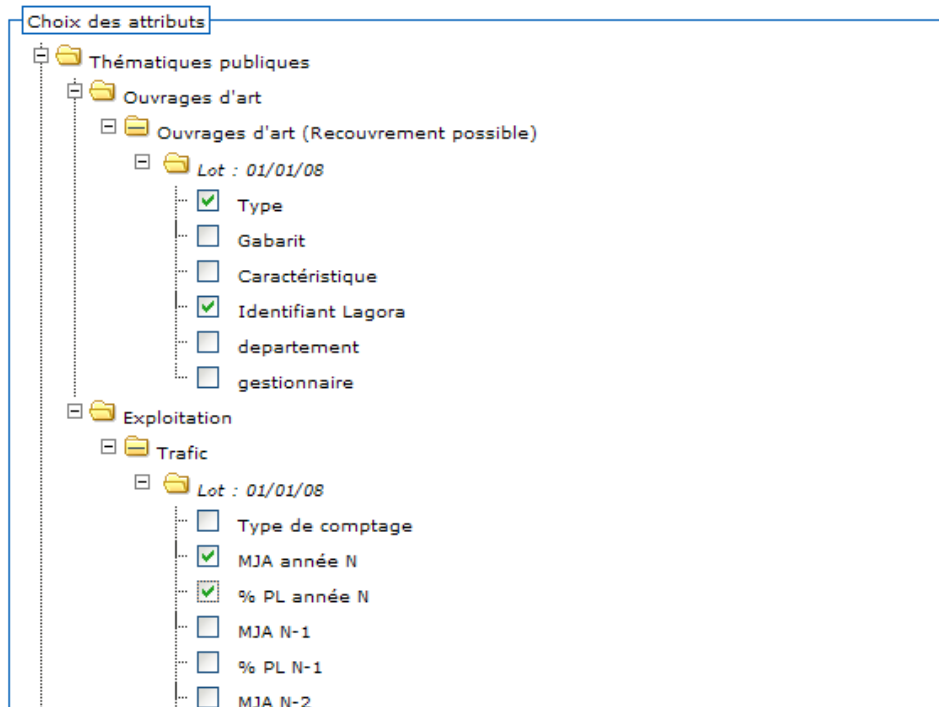 Choix des attributs
Thématiques publiques
Ouvrages d'art
Ouvrages d'art (Recouvrement possible)
Lot : 01/01/08
Type
Gabarit
Caractéristique
Identifiant Lagora
departement
gestionnaire
Exploitation
Trafic
Lot : 01/01/08
Type de comptage
MJA année N
% PL année N
MJA N-1
% PL N-1
MJA N-2